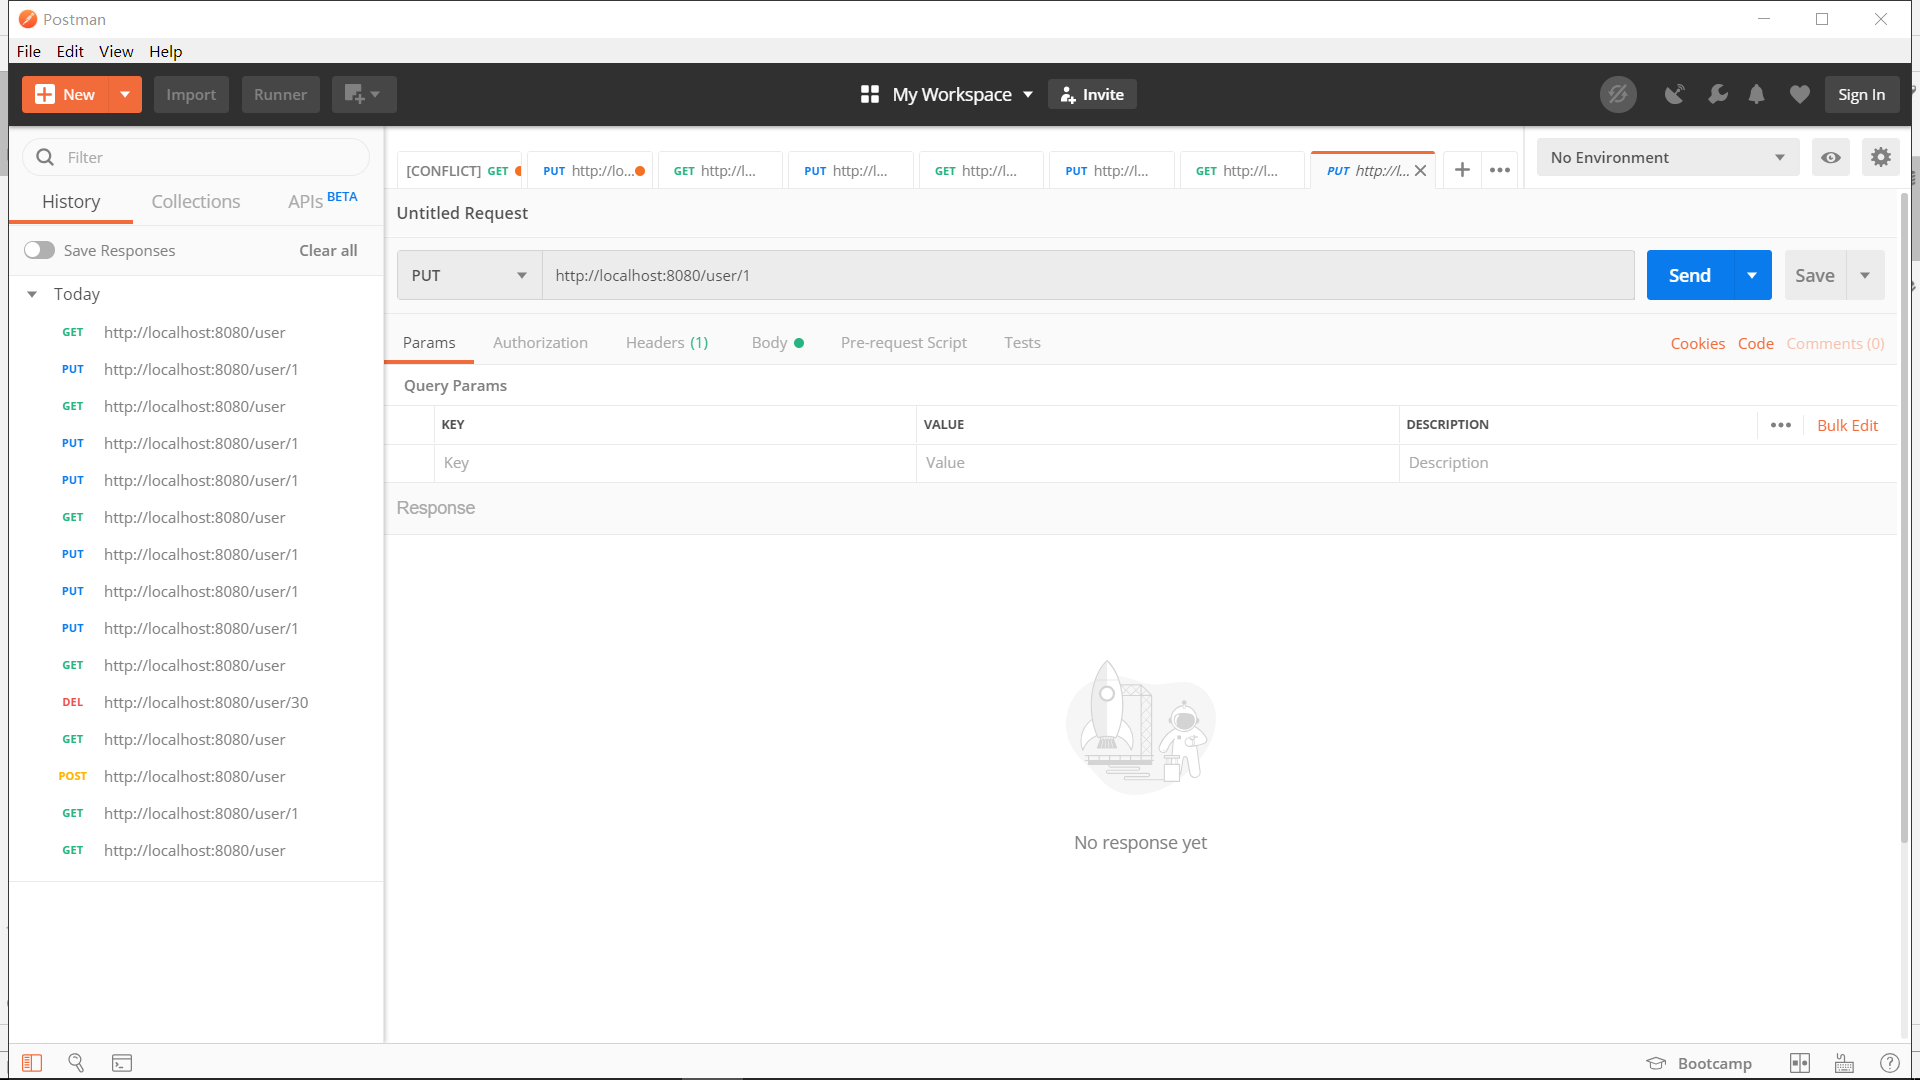 Postman
File Edit View Help
New Import Runner My Workspace Invite Sign In
Filter
History Collections APIs BETA
Save Responses Clear all
Today
GET http://localhost:8080/user
PUT http://localhost:8080/user/1
GET http://localhost:8080/user
PUT http://localhost:8080/user/1
PUT http://localhost:8080/user/1
GET http://localhost:8080/user
PUT http://localhost:8080/user/1
PUT http://localhost:8080/user/1
PUT http://localhost:8080/user/1
GET http://localhost:8080/user
DEL http://localhost:8080/user/30
GET http://localhost:8080/user
POST http://localhost:8080/user
GET http://localhost:8080/user/1
GET http://localhost:8080/user
[CONFLICT] GET PUT http://lo... GET http://l... PUT http://l... GET http://l... PUT http://l... GET http://l... PUT http://l...
No Environment
Untitled Request
PUT http://localhost:8080/user/1 Send Save
Params Authorization Headers (1) Body Pre-request Script Tests Cookies Code Comments (0)
Query Params
KEY VALUE DESCRIPTION Bulk Edit
Key Value Description
Response
No response yet
Bootcamp